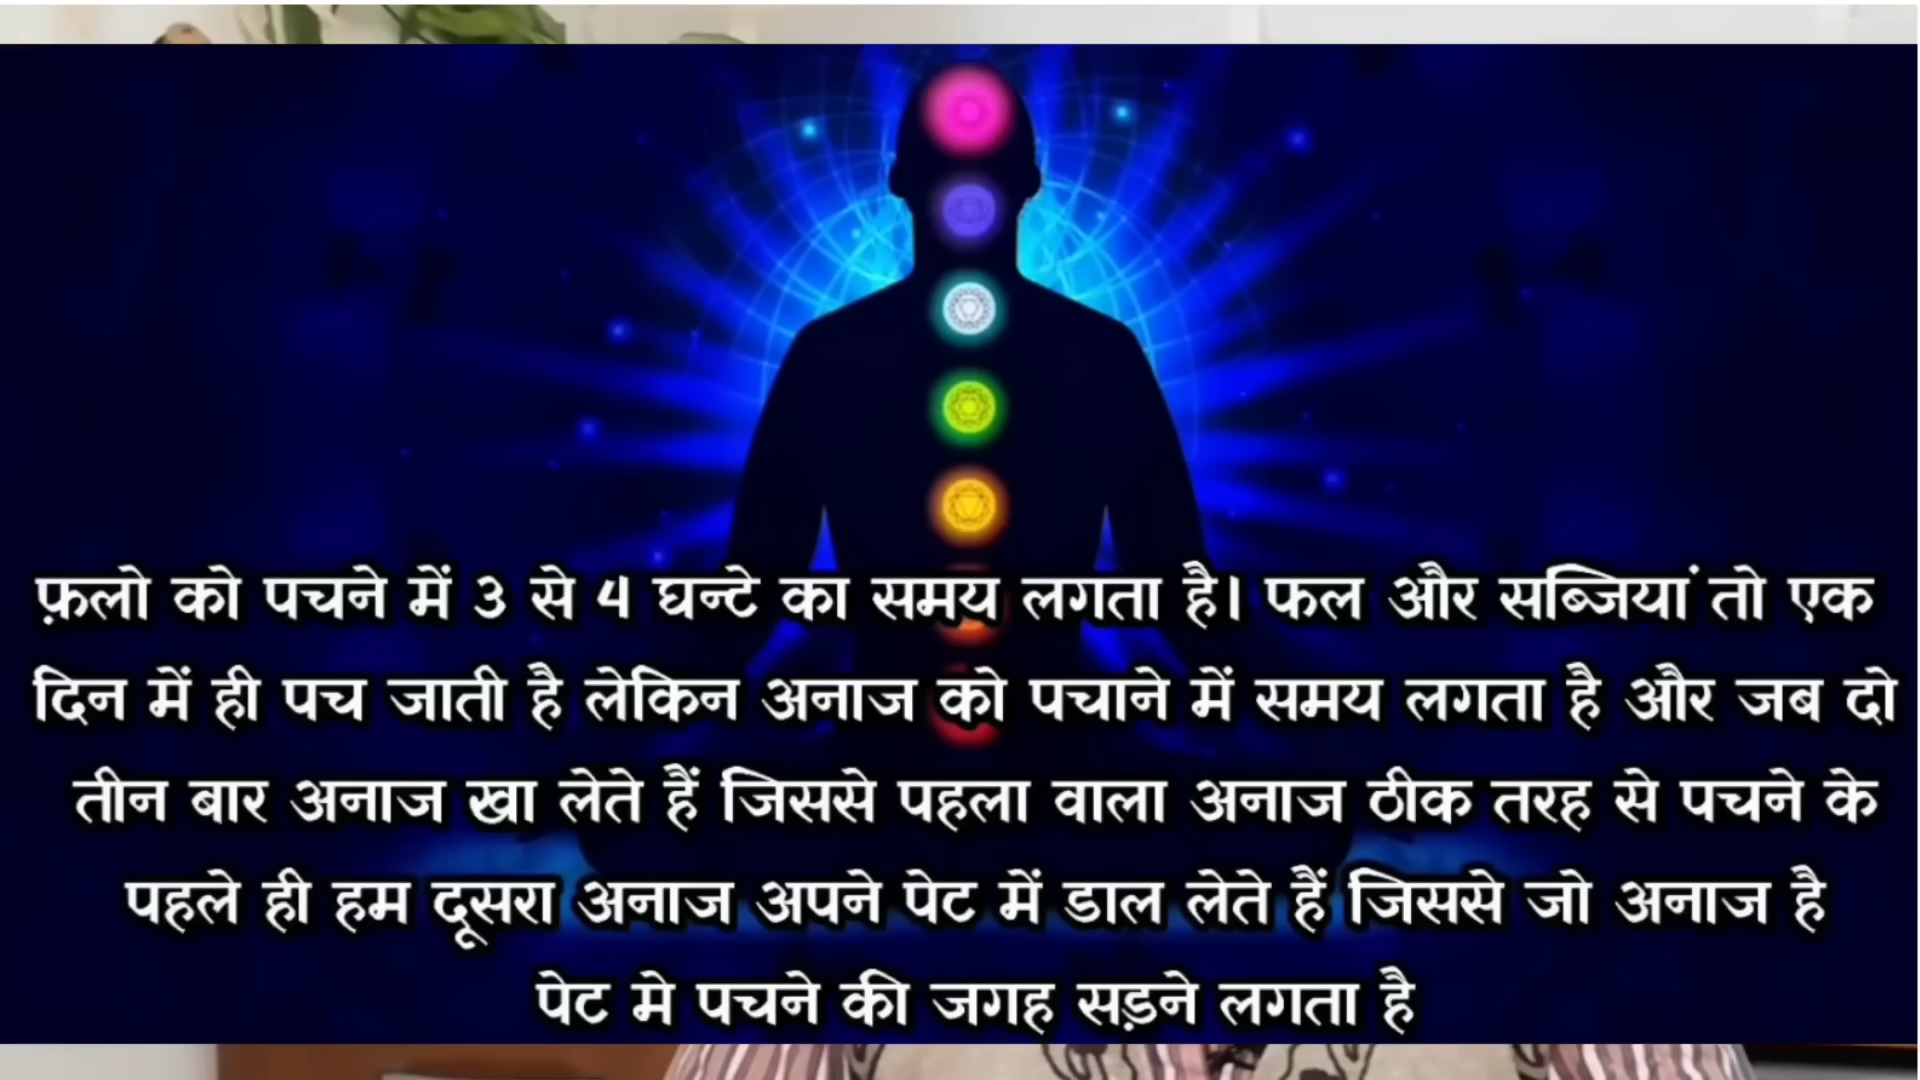 फ़लो को पचने में 3 से 4 घन्टे का समय लगता है। फल और सब्जियां तो एक
दिन में ही पच जाती है लेकिन अनाज को पचाने में समय लगता है और जब दो
तीन बार अनाज खा लेते हैं जिससे पहला वाला अनाज ठीक तरह से पचने के
पहले ही हम दूसरा अनाज अपने पेट में डाल लेते हैं जिससे जो अनाज है
पेट मे पचने की जगह सड़ने लगता है